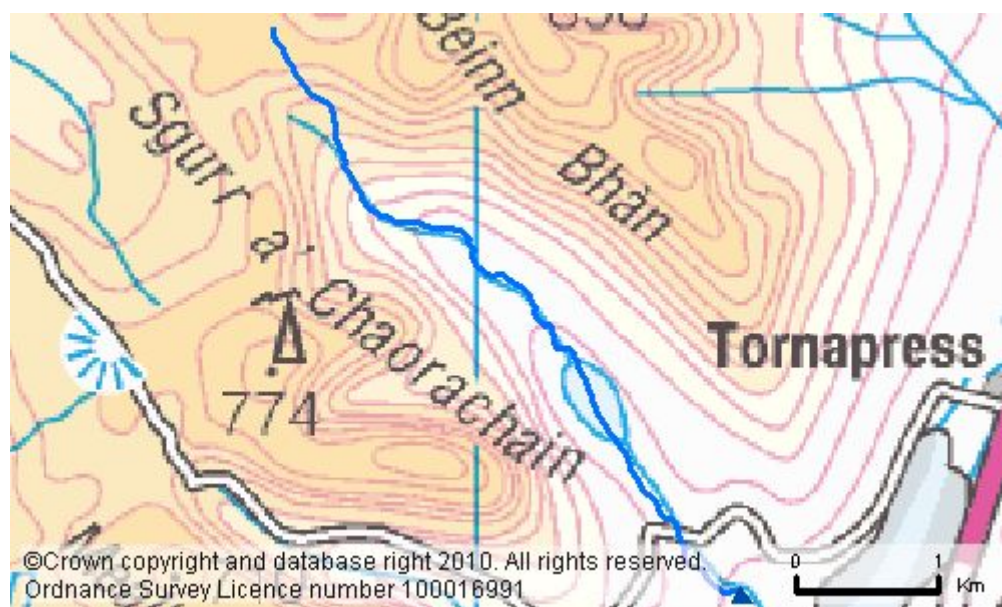 Beinn
Bhàn
Sgurr
a'
Chaorachain
774
Tornapress
©Crown copyright and database right 2010. All rights reserved.
Ordnance Survey Licence number 100016991
0 1
Km